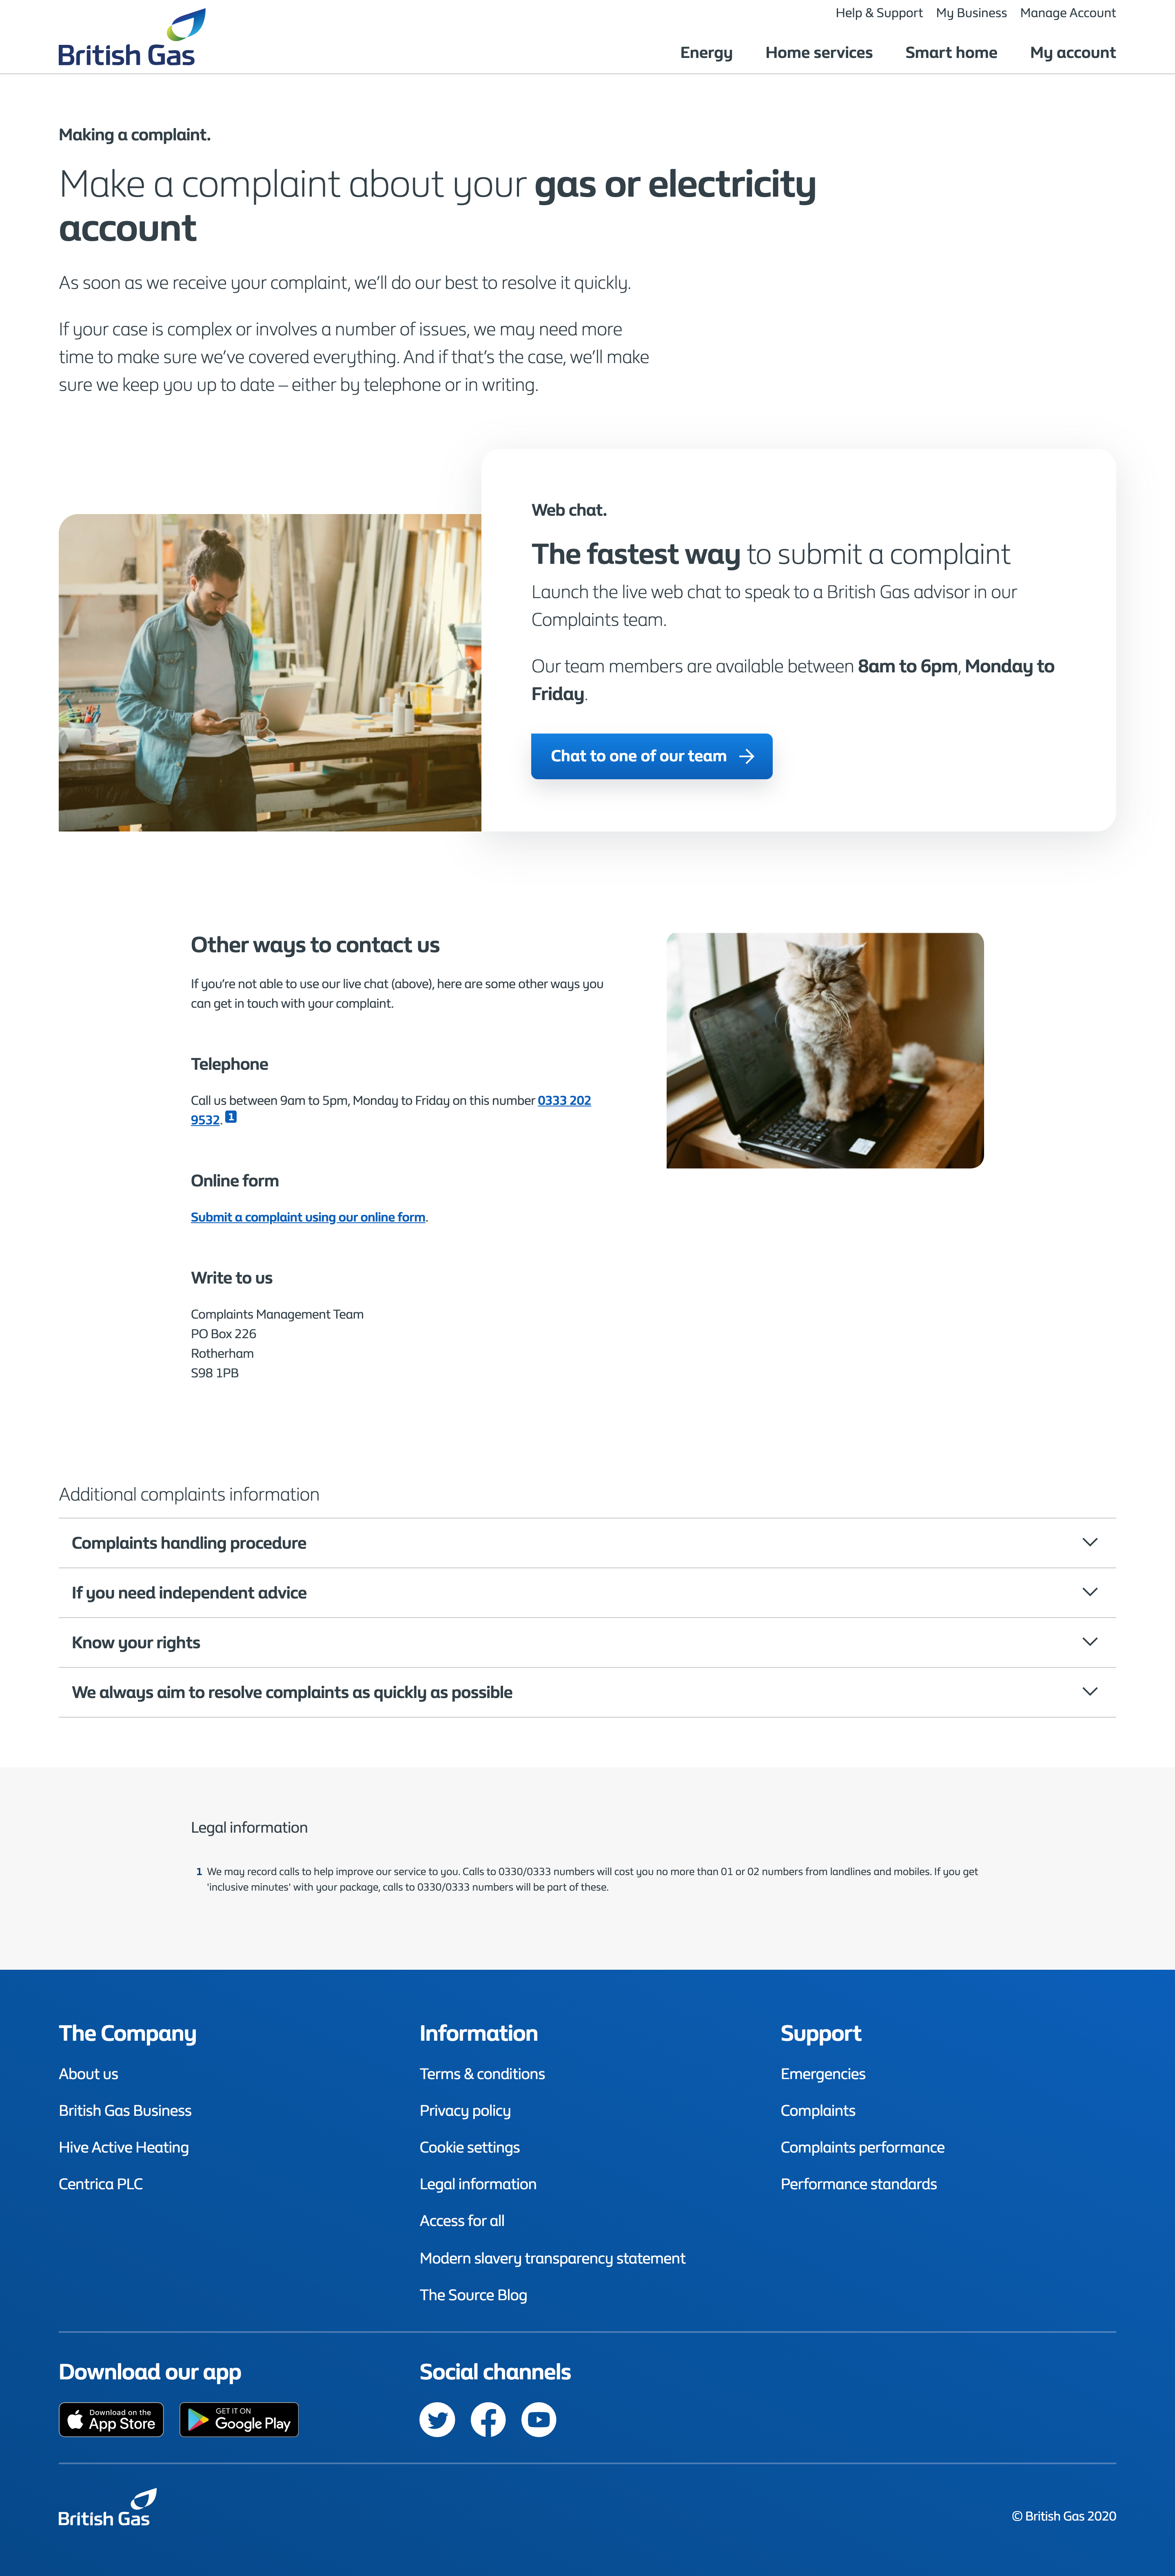 Help & Support My Business Manage Account
British Gas
Energy Home services Smart home My account
Making a complaint.
Make a complaint about your gas or electricity
account
As soon as we receive your complaint, we'll do our best to resolve it quickly.
If your case is complex or involves a number of issues, we may need more
time to make sure we've covered everything. And if that's the case, we'll make
sure we keep you up to date – either by telephone or in writing.
Web chat.
The fastest way to submit a complaint
Launch the live web chat to speak to a British Gas advisor in our
Complaints team.
Our team members are available between 8am to 6pm, Monday to
Friday.
Chat to one of our team
Other ways to contact us
If you're not able to use our live chat (above), here are some other ways you
can get in touch with your complaint.
Telephone
Call us between 9am to 5pm, Monday to Friday on this number 0333 202
9532. 1
Online form
Submit a complaint using our online form.
Write to us
Complaints Management Team
PO Box 226
Rotherham
S98 1PB
Additional complaints information
Complaints handling procedure
If you need independent advice
Know your rights
We always aim to resolve complaints as quickly as possible
Legal information
1 We may record calls to help improve our service to you. Calls to 0330/0333 numbers will cost you no more than 01 or 02 numbers from landlines and mobiles. If you get
'inclusive minutes' with your package, calls to 0330/0333 numbers will be part of these.
The Company
About us
British Gas Business
Hive Active Heating
Centrica PLC
Information
Terms & conditions
Privacy policy
Cookie settings
Legal information
Access for all
Modern slavery transparency statement
The Source Blog
Support
Emergencies
Complaints
Complaints performance
Performance standards
Download our app
Download on the
App Store
GET IT ON
Google Play
Social channels
British Gas
© British Gas 2020